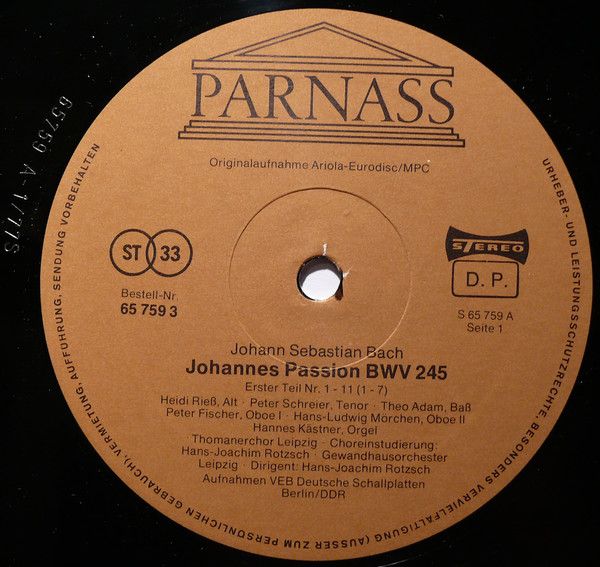 PARNASS
Originalaufnahme Ariola-Eurodisc/MPC
ST 33
STEREO
D. P.
Bestell-Nr.
65 759 3
S 65 759 A
Seite 1
Johann Sebastian Bach
Johannes Passion BWV 245
Erster Teil Nr. 1 - 11 (1 - 7)
Heidi Rieß, Alt · Peter Schreier, Tenor · Theo Adam, Baß
Peter Fischer, Oboe I · Hans-Ludwig Mörchen, Oboe II
Hannes Kästner, Orgel
Thomanerchor Leipzig · Choreinstudierung:
Hans-Joachim Rotzsch · Gewandhausorchester
Leipzig · Dirigent: Hans-Joachim Rotzsch
Aufnahmen VEB Deutsche Schallplatten
Berlin/DDR
URHEBER- UND LEISTUNGSSCHUTZRECHTE, BESONDERS VERVIELFÄLTIGUNG (AUSSER ZUM PERSÖNLICHEN GEBRAUCH), VERMIETUNG, AUFFÜHRUNG, SENDUNG VORBEHALTEN
65759 A-1/77S